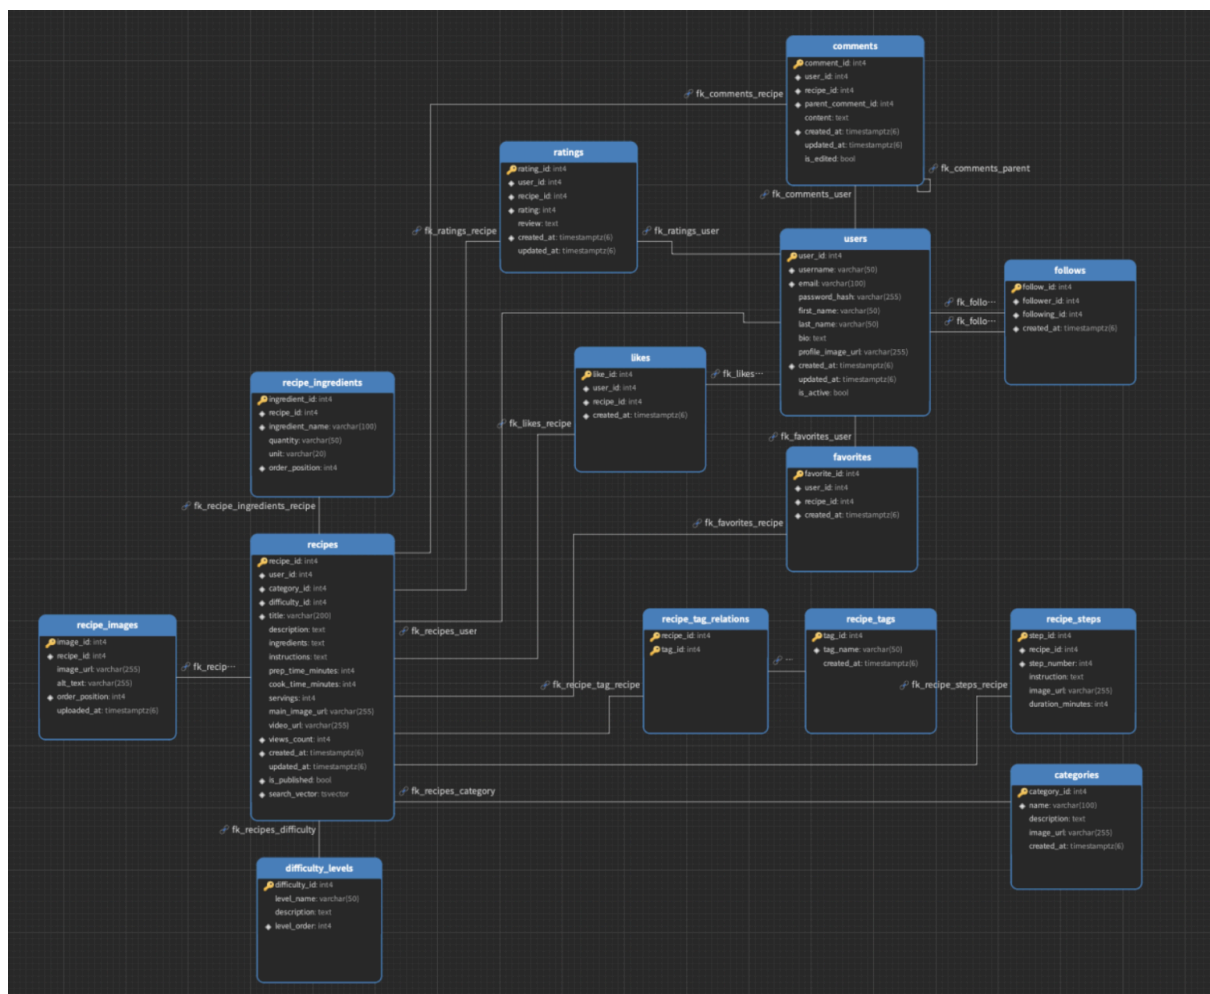 comments
comment_id: int4
user_id: int4
recipe_id: int4
parent_comment_id: int4
content: text
created_at: timestamptz(6)
updated_at: timestamptz(6)
is_edited: bool
fk_comments_recipe
fk_comments_parent
fk_comments_user
ratings
rating_id: int4
user_id: int4
recipe_id: int4
rating: int4
review: text
created_at: timestamptz(6)
updated_at: timestamptz(6)
fk_ratings_recipe
fk_ratings_user
users
user_id: int4
username: varchar(50)
email: varchar(100)
password_hash: varchar(255)
first_name: varchar(50)
last_name: varchar(50)
bio: text
profile_image_url: varchar(255)
created_at: timestamptz(6)
updated_at: timestamptz(6)
is_active: bool
follows
follow_id: int4
follower_id: int4
following_id: int4
created_at: timestamptz(6)
fk_follo···
fk_follo···
likes
like_id: int4
user_id: int4
recipe_id: int4
created_at: timestamptz(6)
fk_likes···
fk_likes_recipe
recipe_ingredients
ingredient_id: int4
recipe_id: int4
ingredient_name: varchar(100)
quantity: varchar(50)
unit: varchar(20)
order_position: int4
fk_recipe_ingredients_recipe
fk_favorites_user
favorites
favorite_id: int4
user_id: int4
recipe_id: int4
created_at: timestamptz(6)
fk_favorites_recipe
recipes
recipe_id: int4
user_id: int4
category_id: int4
difficulty_id: int4
title: varchar(200)
description: text
ingredients: text
instructions: text
prep_time_minutes: int4
cook_time_minutes: int4
servings: int4
main_image_url: varchar(255)
video_url: varchar(255)
views_count: int4
created_at: timestamptz(6)
updated_at: timestamptz(6)
is_published: bool
search_vector: tsvector
fk_recipes_user
recipe_images
image_id: int4
recipe_id: int4
image_url: varchar(255)
alt_text: varchar(255)
order_position: int4
uploaded_at: timestamptz(6)
fk_recip···
recipe_tag_relations
recipe_id: int4
tag_id: int4
fk_recipe_tag_recipe
···
recipe_tags
tag_id: int4
tag_name: varchar(50)
created_at: timestamptz(6)
recipe_steps
step_id: int4
recipe_id: int4
step_number: int4
instruction: text
image_url: varchar(255)
duration_minutes: int4
fk_recipe_steps_recipe
categories
category_id: int4
name: varchar(100)
description: text
image_url: varchar(255)
created_at: timestamptz(6)
fk_recipes_category
fk_recipes_difficulty
difficulty_levels
difficulty_id: int4
level_name: varchar(50)
description: text
level_order: int4